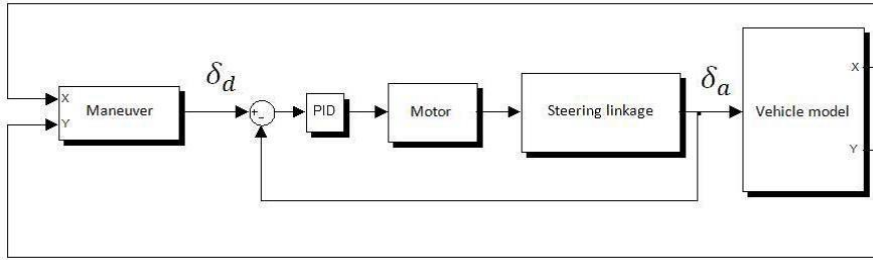 δd
δa
X
Y
Maneuver
+
-
PID
Motor
Steering linkage
Vehicle model
X
Y